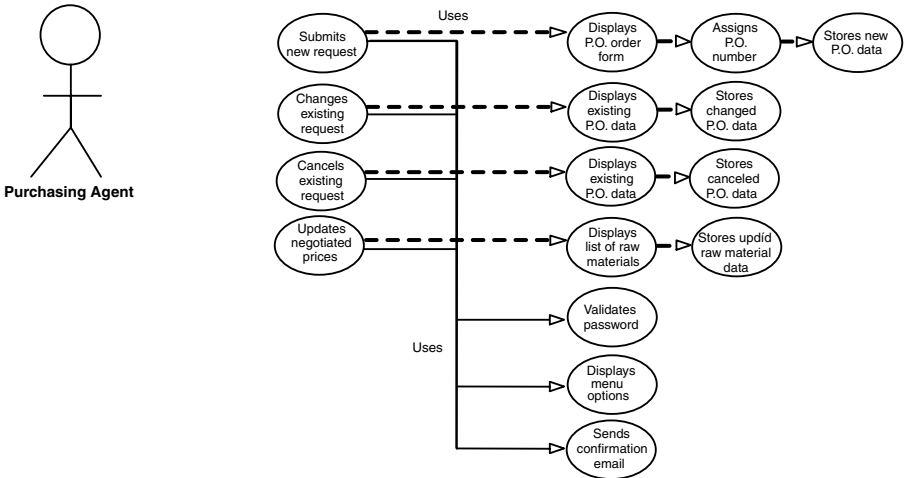 Uses
Submits
new request
Displays
P.O. order
form
Assigns
P.O.
number
Stores new
P.O. data
Changes
existing
request
Displays
existing
P.O. data
Stores
changed
P.O. data
Purchasing Agent
Cancels
existing
request
Displays
existing
P.O. data
Stores
canceled
P.O. data
Updates
negotiated
prices
Displays
list of raw
materials
Stores updíd
raw material
data
Validates
password
Uses
Displays
menu
options
Sends
confirmation
email